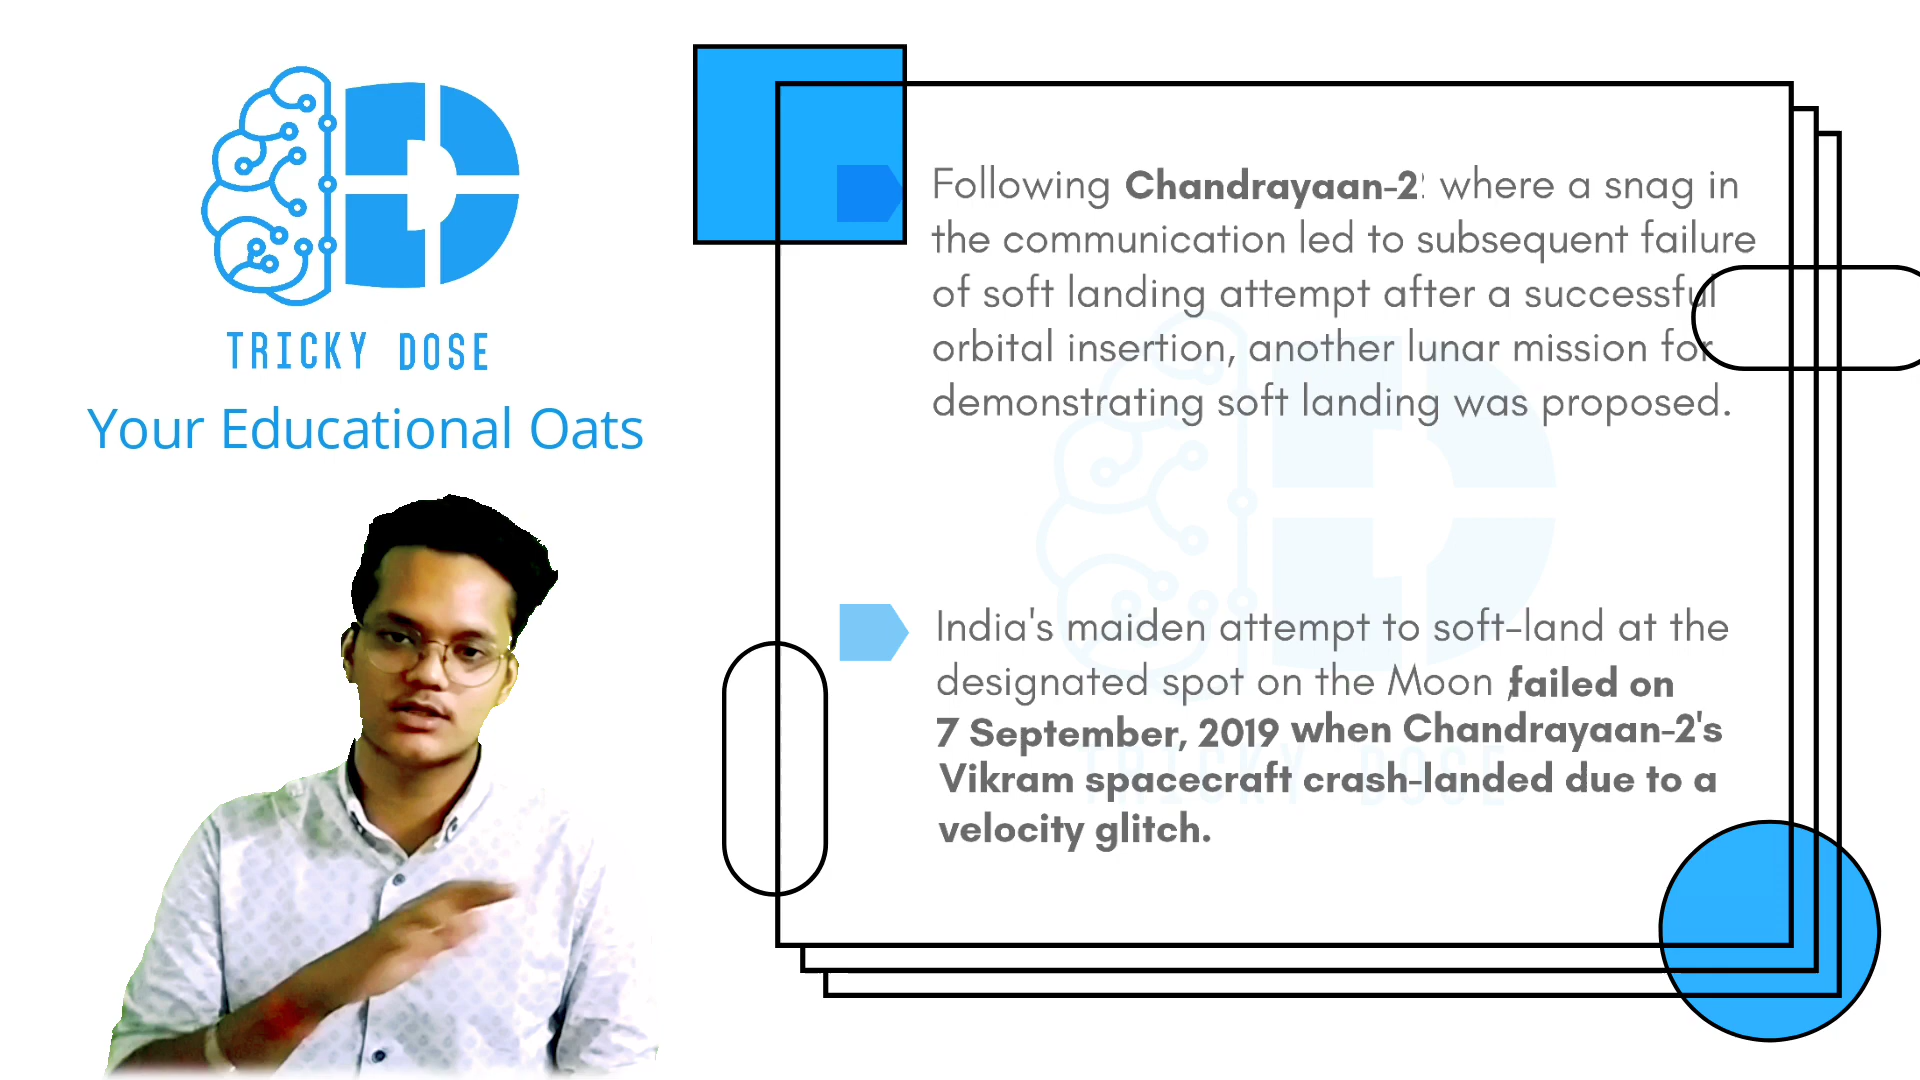 TRICKY DOSE
Your Educational Oats
Following Chandrayaan-2: where a snag in
the communication led to subsequent failure
of soft landing attempt after a successful
orbital insertion, another lunar mission for
demonstrating soft landing was proposed.
India's maiden attempt to soft-land at the
designated spot on the Moon failed on
7 September, 2019 when Chandrayaan-2's
Vikram spacecraft crash-landed due to a
velocity glitch.
TRICKY DOSE